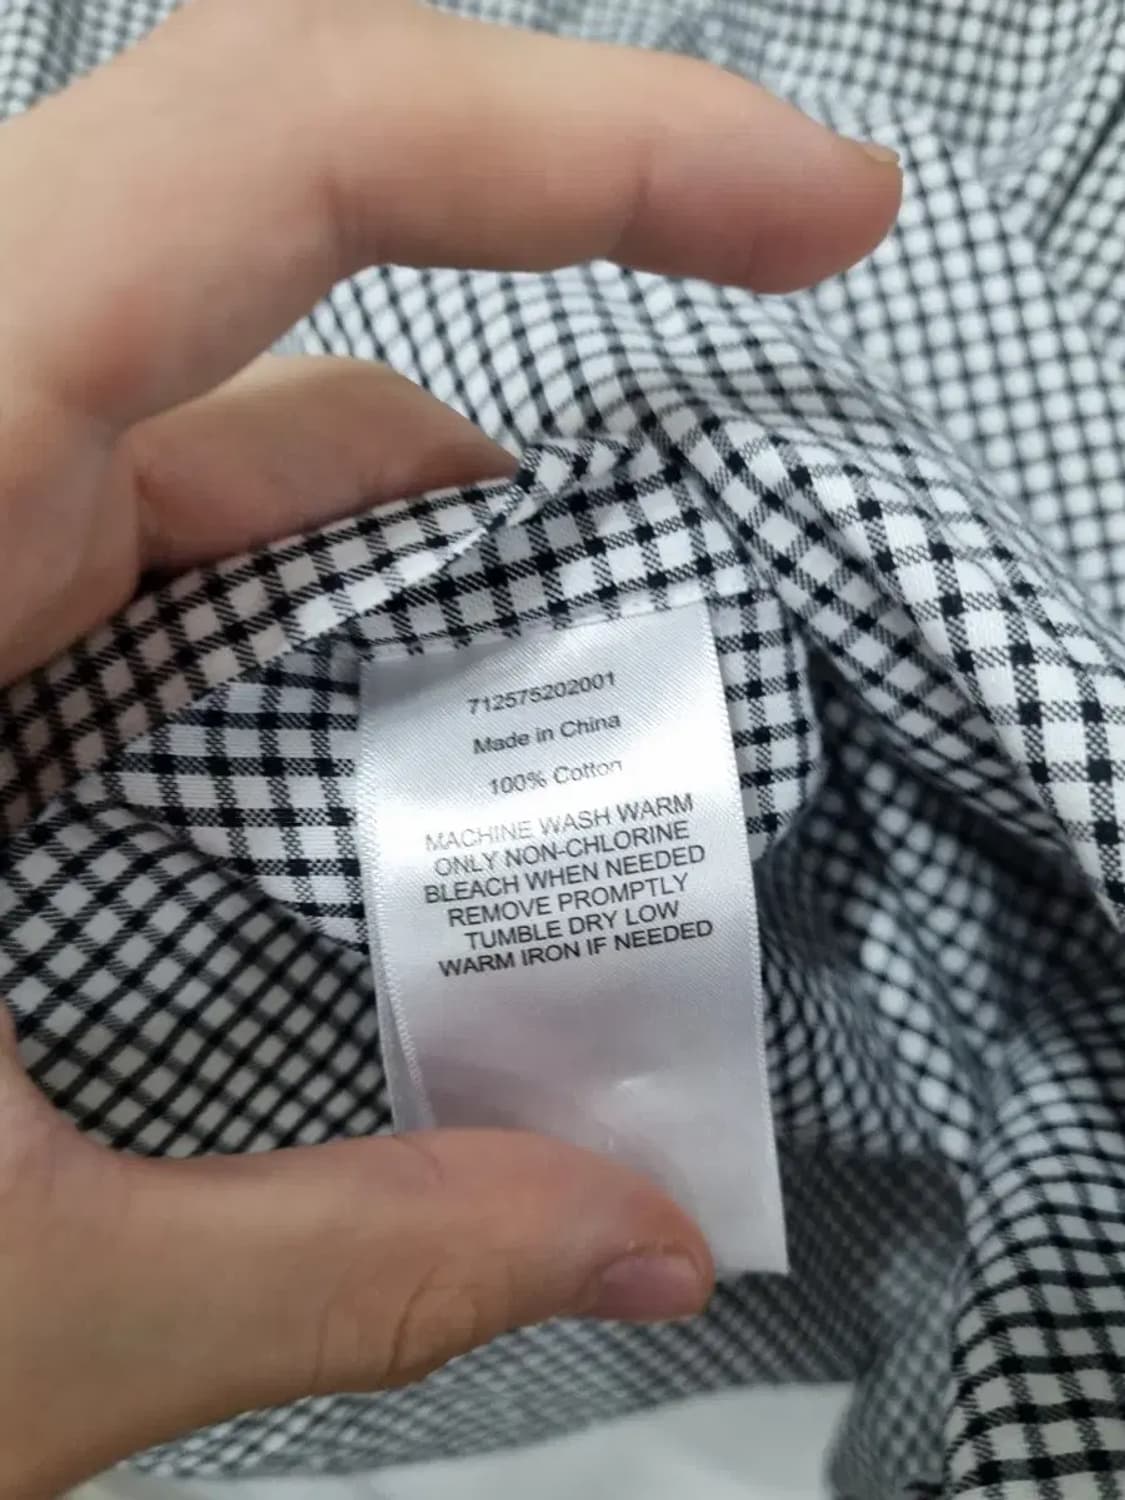 712575202001
Made in China
100% Cotton
MACHINE WASH WARM
ONLY NON-CHLORINE
BLEACH WHEN NEEDED
REMOVE PROMPTLY
TUMBLE DRY LOW
WARM IRON IF NEEDED